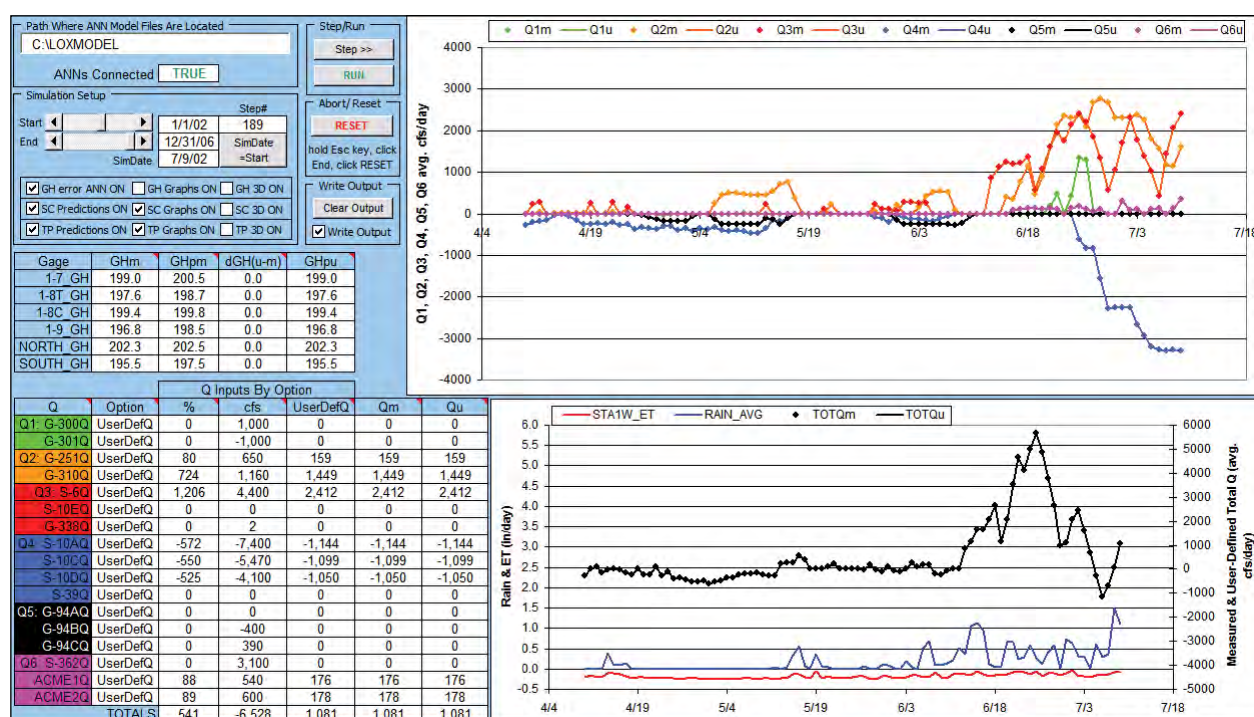 Path Where ANN Model Files Are Located
C:\LOXMODEL
ANNs Connected TRUE
Step/Run
Step >>
RUN
Simulation Setup
Step#
Start 1/1/02 189
End 12/31/06 SimDate
SimDate 7/9/02 =Start
Abort/ Reset
RESET
hold Esc key, click
End, click RESET
GH error ANN ON GH Graphs ON GH 3D ON
SC Predictions ON SC Graphs ON SC 3D ON
TP Predictions ON TP Graphs ON TP 3D ON
Write Output
Clear Output
Write Output
Gage GHm GHpm dGH(u-m) GHpu
1-7_GH 199.0 200.5 0.0 199.0
1-8T_GH 197.6 198.7 0.0 197.6
1-8C_GH 199.4 199.8 0.0 199.4
1-9_GH 196.8 198.5 0.0 196.8
NORTH_GH 202.3 202.5 0.0 202.3
SOUTH_GH 195.5 197.5 0.0 195.5
Q Inputs By Option
Q Option % cfs UserDefQ Qm Qu
Q1: G-300Q UserDefQ 0 1,000 0 0 0
G-301Q UserDefQ 0 -1,000 0 0 0
Q2: G-251Q UserDefQ 80 650 159 159 159
G-310Q UserDefQ 724 1,160 1,449 1,449 1,449
Q3: S-6Q UserDefQ 1,206 4,400 2,412 2,412 2,412
S-10EQ UserDefQ 0 0 0 0 0
G-338Q UserDefQ 0 2 0 0 0
Q4: S-10AQ UserDefQ -572 -7,400 -1,144 -1,144 -1,144
S-10CQ UserDefQ -550 -5,470 -1,099 -1,099 -1,099
S-10DQ UserDefQ -525 -4,100 -1,050 -1,050 -1,050
S-39Q UserDefQ 0 0 0 0 0
Q5: G-94AQ UserDefQ 0 0 0 0 0
G-94BQ UserDefQ 0 -400 0 0 0
G-94CQ UserDefQ 0 390 0 0 0
Q6: S-362Q UserDefQ 0 3,100 0 0 0
ACME1Q UserDefQ 88 540 176 176 176
ACME2Q UserDefQ 89 600 178 178 178
TOTALS 541 -6,528 1,081 1,081 1,081
Q1m Q1u Q2m Q2u Q3m Q3u Q4m Q4u Q5m Q5u Q6m Q6u
Q1, Q2, Q3, Q4, Q5, Q6 avg. cfs/day
4000
3000
2000
1000
0
-1000
-2000
-3000
-4000
4/4 4/19 5/4 5/19 6/3 6/18 7/3 7/18
STA1W_ET RAIN_AVG TOTQm TOTQu
Rain & ET (in/day)
6.0
5.5
5.0
4.5
4.0
3.5
3.0
2.5
2.0
1.5
1.0
0.5
0.0
-0.5
6000
5000
4000
3000
2000
1000
0
-1000
-2000
-3000
-4000
-5000
Measured & User-Defined Total Q (avg.
cfs/day)
4/4 4/19 5/4 5/19 6/3 6/18 7/3 7/18